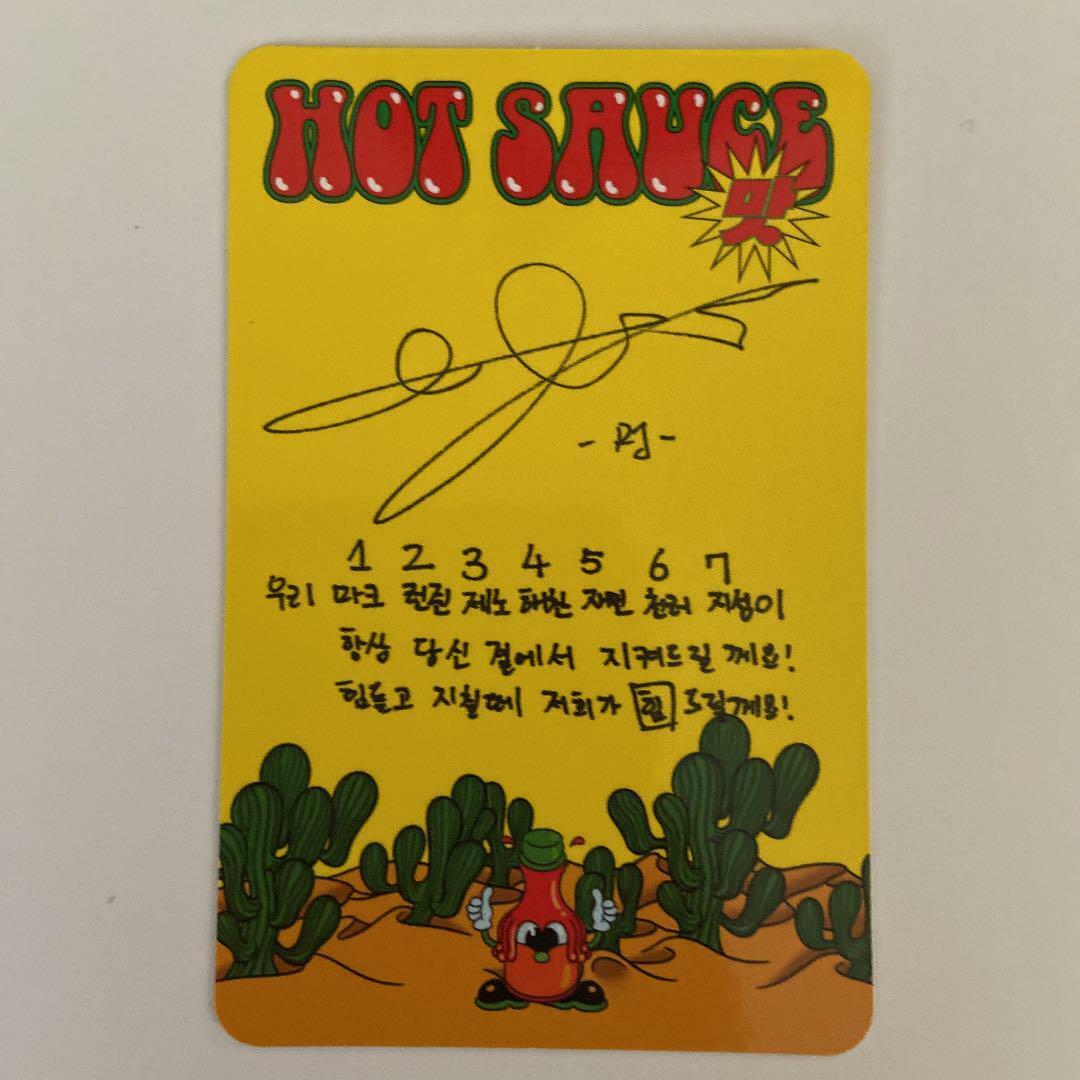 HOT SAUCE
맛
- RJ -
1 2 3 4 5 6 7
우리 마크 런쥔 제노 해찬 재민 천러 지성이
항상 당신 곁에서 지켜드릴 께요!
힘들고 지칠때 저희가 힘 드릴께요!